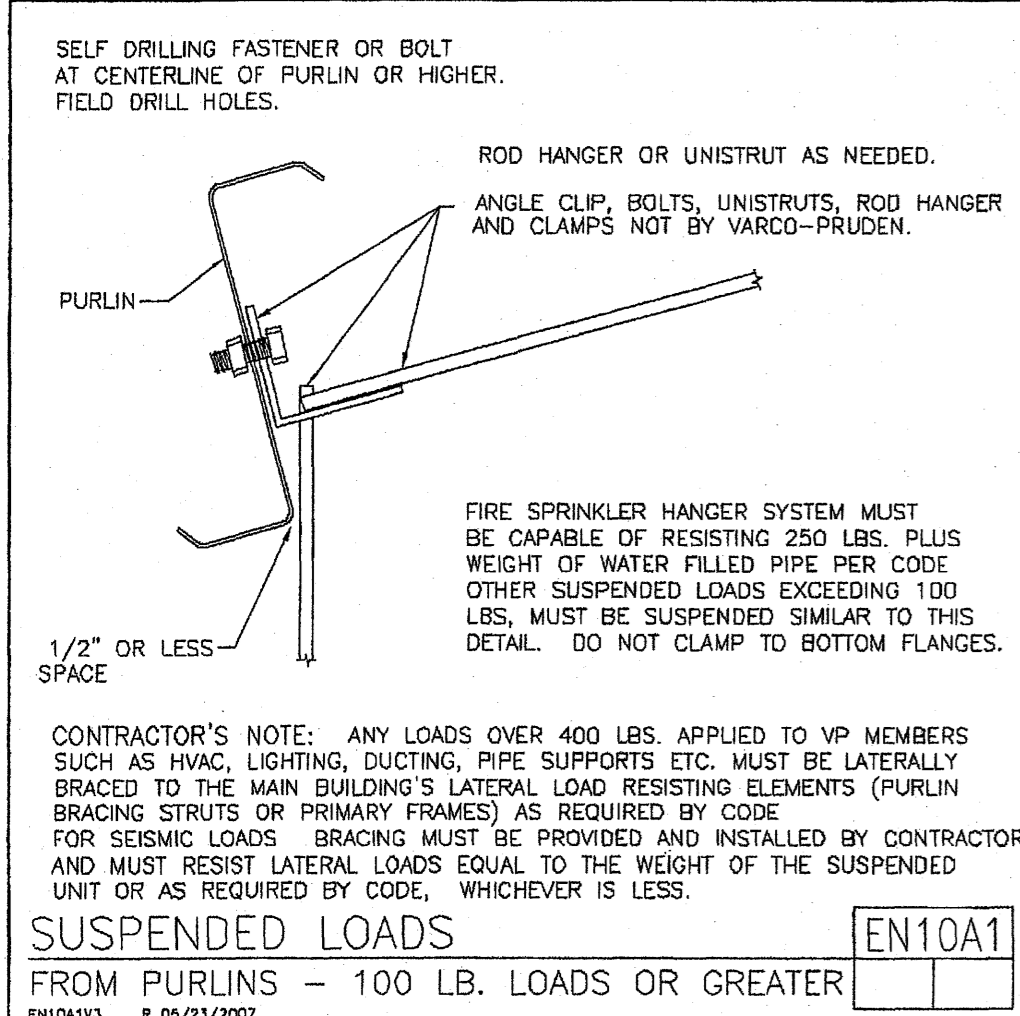 SELF DRILLING FASTENER OR BOLT
AT CENTERLINE OF PURLIN OR HIGHER.
FIELD DRILL HOLES.
ROD HANGER OR UNISTRUT AS NEEDED.
ANGLE CLIP, BOLTS, UNISTRUTS, ROD HANGER
AND CLAMPS NOT BY VARCO-PRUDEN.
PURLIN
FIRE SPRINKLER HANGER SYSTEM MUST
BE CAPABLE OF RESISTING 250 LBS. PLUS
WEIGHT OF WATER FILLED PIPE PER CODE
OTHER SUSPENDED LOADS EXCEEDING 100
LBS, MUST BE SUSPENDED SIMILAR TO THIS
DETAIL. DO NOT CLAMP TO BOTTOM FLANGES.
1/2" OR LESS
SPACE
CONTRACTOR'S NOTE: ANY LOADS OVER 400 LBS. APPLIED TO VP MEMBERS
SUCH AS HVAC, LIGHTING, DUCTING, PIPE SUPPORTS ETC. MUST BE LATERALLY
BRACED TO THE MAIN BUILDING'S LATERAL LOAD RESISTING ELEMENTS (PURLIN
BRACING STRUTS OR PRIMARY FRAMES) AS REQUIRED BY CODE
FOR SEISMIC LOADS BRACING MUST BE PROVIDED AND INSTALLED BY CONTRACTOR
AND MUST RESIST LATERAL LOADS EQUAL TO THE WEIGHT OF THE SUSPENDED
UNIT OR AS REQUIRED BY CODE, WHICHEVER IS LESS.
SUSPENDED LOADS
EN10A1
FROM PURLINS - 100 LB. LOADS OR GREATER
EN10A1V3 R 05/23/2007